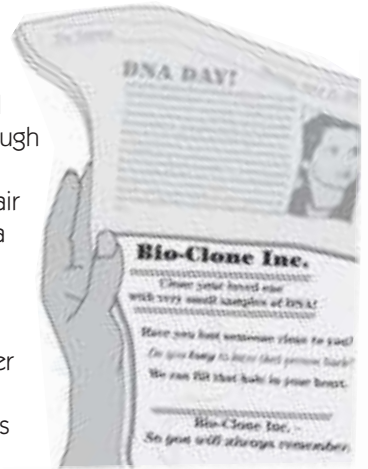 ugh
air
a
er
s
DNA DAY!
Bio-Clone Inc.
Clone your loved one
with very small samples of DNA!
Have you lost someone close to you?
Do you long to have that person back?
We can fill that hole in your heart.
Bio-Clone Inc. –
So you will always remember.